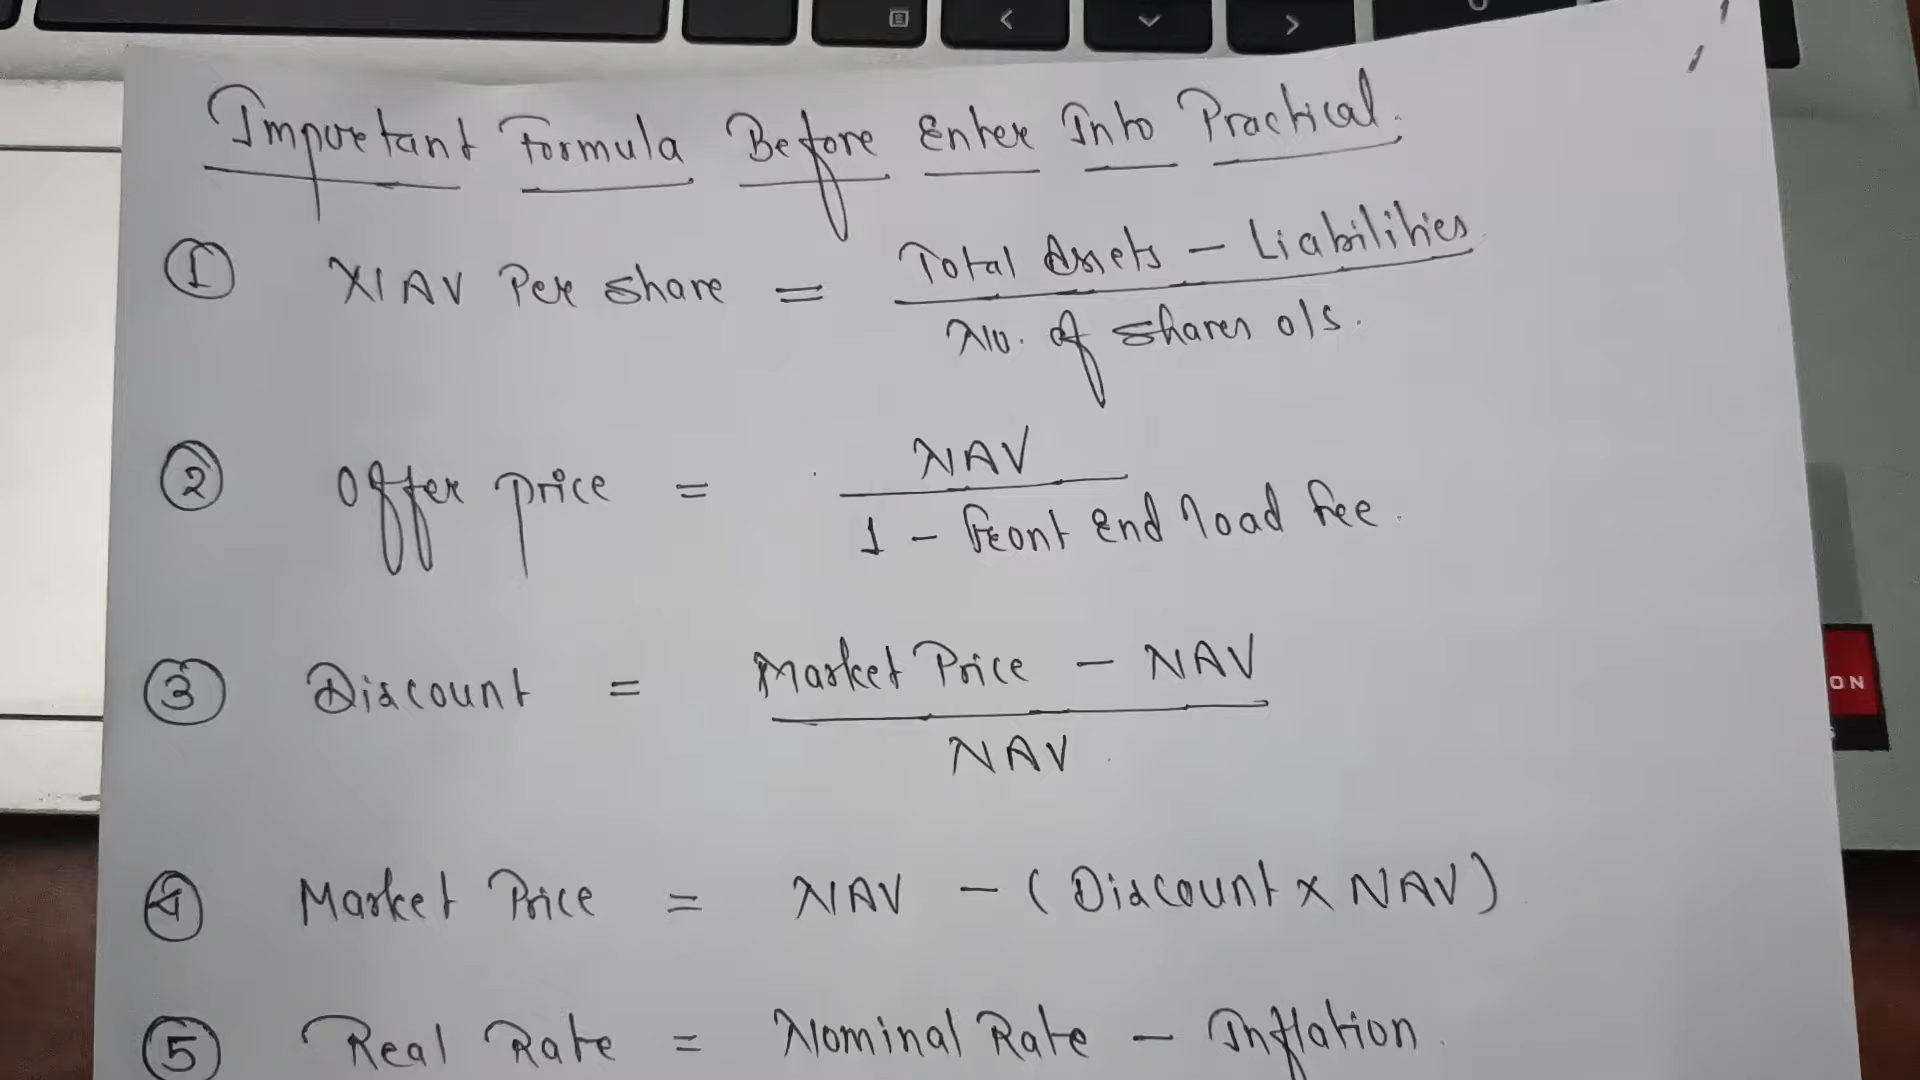 Important Formula Before Enter Into Practical.
① NAV Per share = Total Assets - Liabilities
No. of shares o/s.
② Offer price = NAV
1 - Front End load fee.
③ Discount = Market Price - NAV
NAV
④ Market Price = NAV - (Discount x NAV)
⑤ Real Rate = Nominal Rate - Inflation.
ON